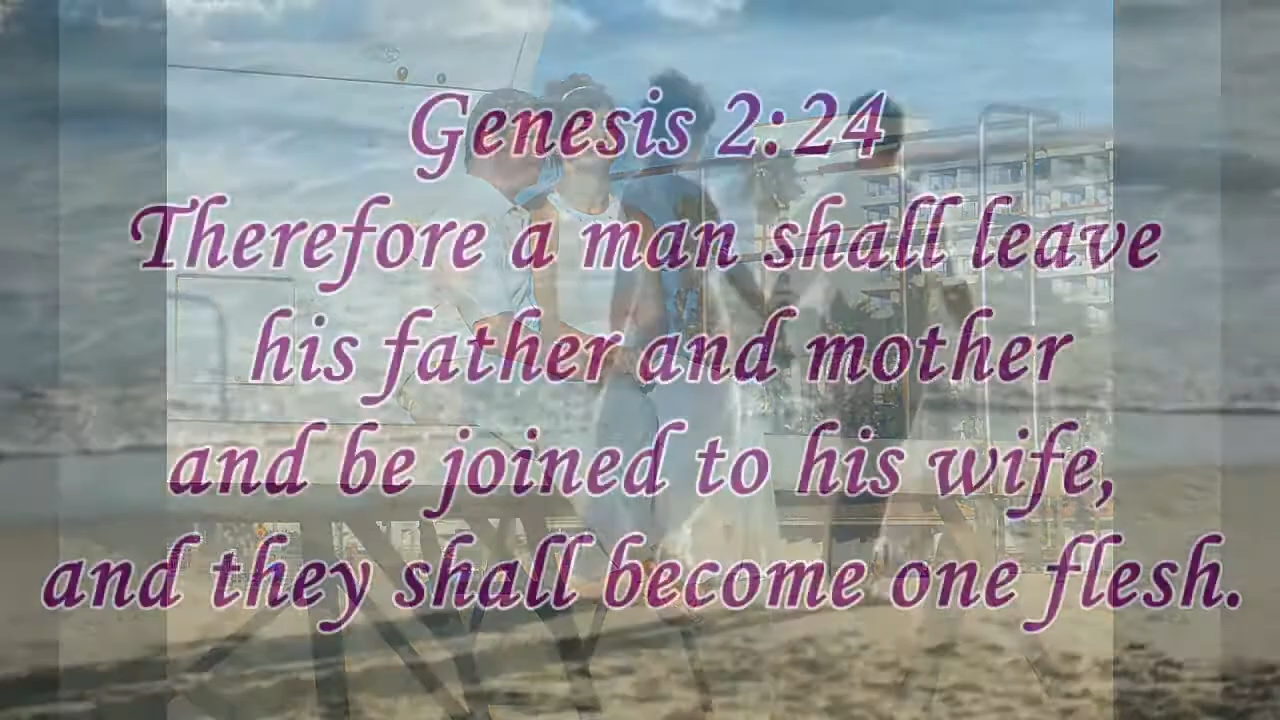 Genesis 2:24
Therefore a man shall leave
his father and mother
and be joined to his wife,
and they shall become one flesh.